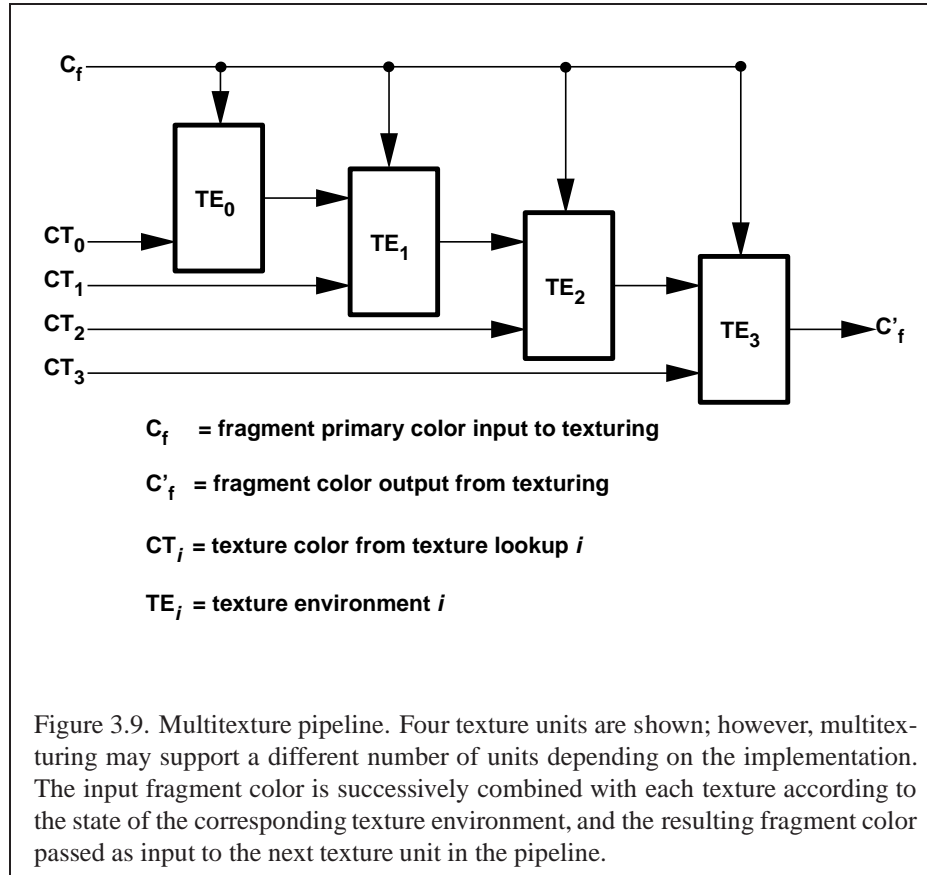 C_f
TE_0
CT_0
TE_1
CT_1
TE_2
CT_2
TE_3
C'_f
CT_3
C_f = fragment primary color input to texturing
C'_f = fragment color output from texturing
CT_i = texture color from texture lookup i
TE_i = texture environment i
Figure 3.9. Multitexture pipeline. Four texture units are shown; however, multitex-
turing may support a different number of units depending on the implementation.
The input fragment color is successively combined with each texture according to
the state of the corresponding texture environment, and the resulting fragment color
passed as input to the next texture unit in the pipeline.